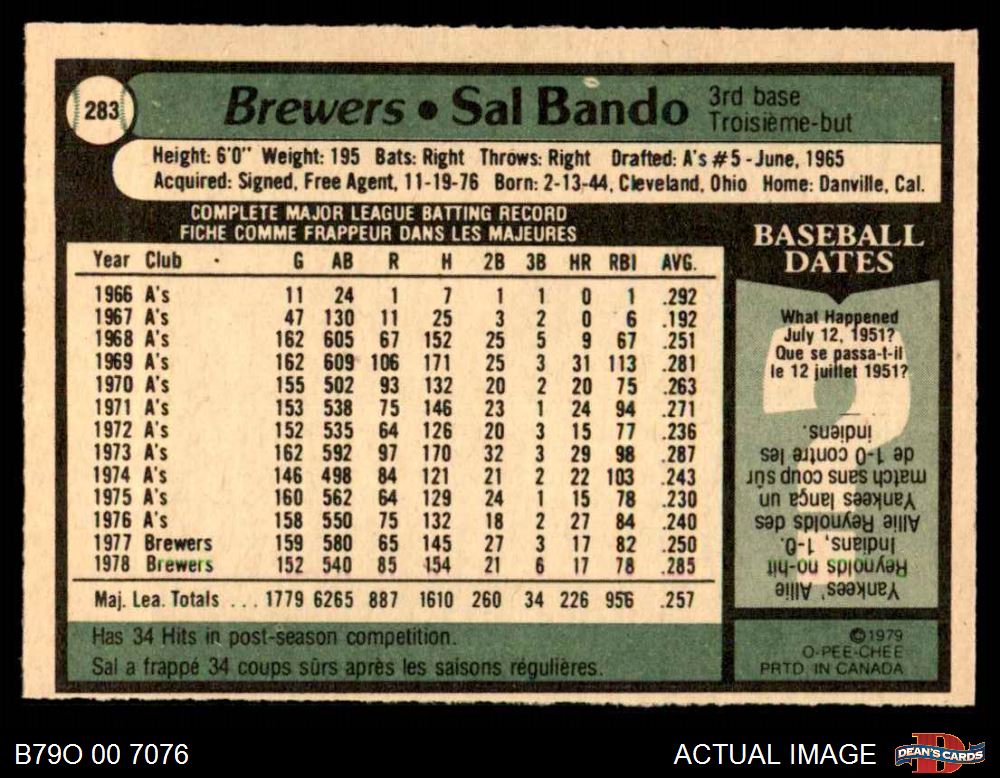 283
Brewers • Sal Bando
3rd base
Troisième-but
Height: 6'0" Weight: 195 Bats: Right Throws: Right Drafted: A's #5 - June, 1965
Acquired: Signed, Free Agent, 11-19-76 Born: 2-13-44, Cleveland, Ohio Home: Danville, Cal.
COMPLETE MAJOR LEAGUE BATTING RECORD
FICHE COMME FRAPPEUR DANS LES MAJEURES
Year Club G AB R H 2B 3B HR RBI AVG.
1966 A's 11 24 1 7 1 1 0 1 .292
1967 A's 47 130 11 25 3 2 0 6 .192
1968 A's 162 605 67 152 25 5 9 67 .251
1969 A's 162 609 106 171 25 3 31 113 .281
1970 A's 155 502 93 132 20 2 20 75 .263
1971 A's 153 538 75 146 23 1 24 94 .271
1972 A's 152 535 64 126 20 3 15 77 .236
1973 A's 162 592 97 170 32 3 29 98 .287
1974 A's 146 498 84 121 21 2 22 103 .243
1975 A's 160 562 64 129 24 1 15 78 .230
1976 A's 158 550 75 132 18 2 27 84 .240
1977 Brewers 159 580 65 145 27 3 17 82 .250
1978 Brewers 152 540 85 154 21 6 17 78 .285
Maj. Lea. Totals ... 1779 6265 887 1610 260 34 226 956 .257
Has 34 Hits in post-season competition.
Sal a frappé 34 coups sûrs après les saisons régulières.
BASEBALL
DATES
What Happened
July 12, 1951?
Que se passa-t-il
le 12 juillet 1951?
Yankees' Allie
Reynolds no-hit
Indians, 1-0.
Allie Reynolds des
Yankees lança un
match sans coup sûr
de 1-0 contre les
Indiens.
©1979
O-PEE-CHEE
PRTD. IN CANADA
B79O 00 7076
ACTUAL IMAGE
DEAN'S CARDS